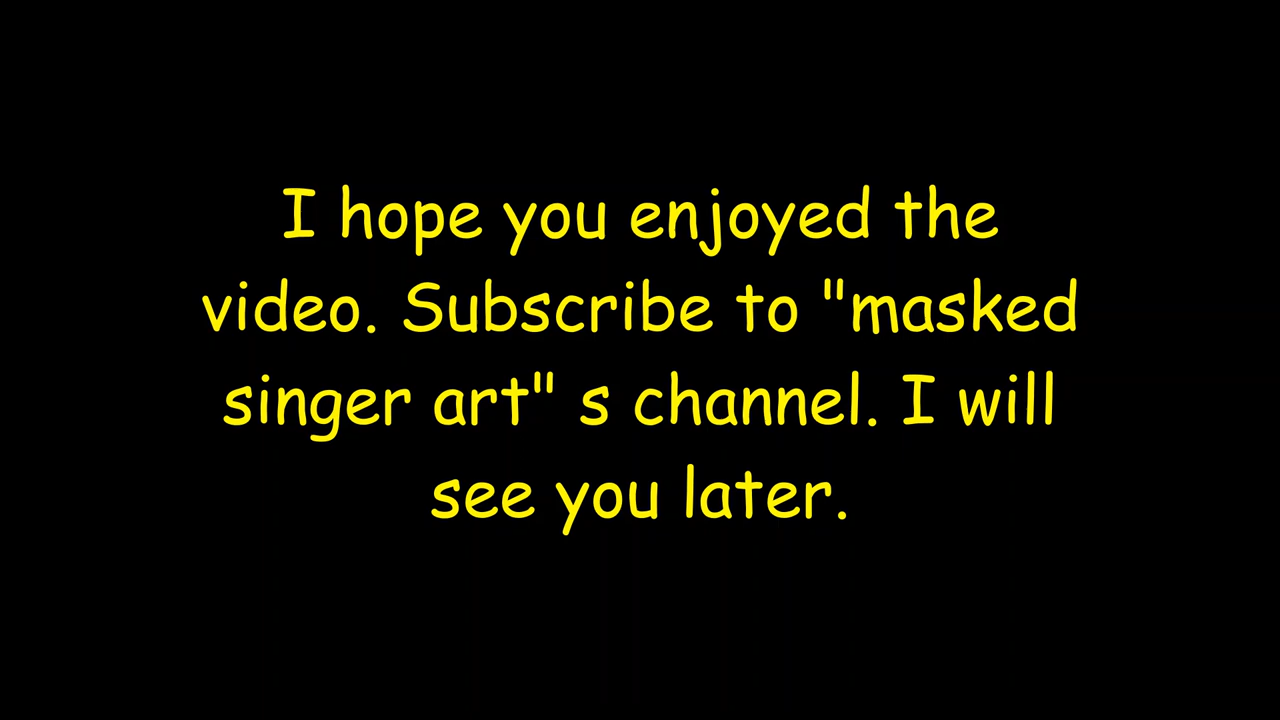 I hope you enjoyed the
video. Subscribe to "masked
singer art" s channel. I will
see you later.